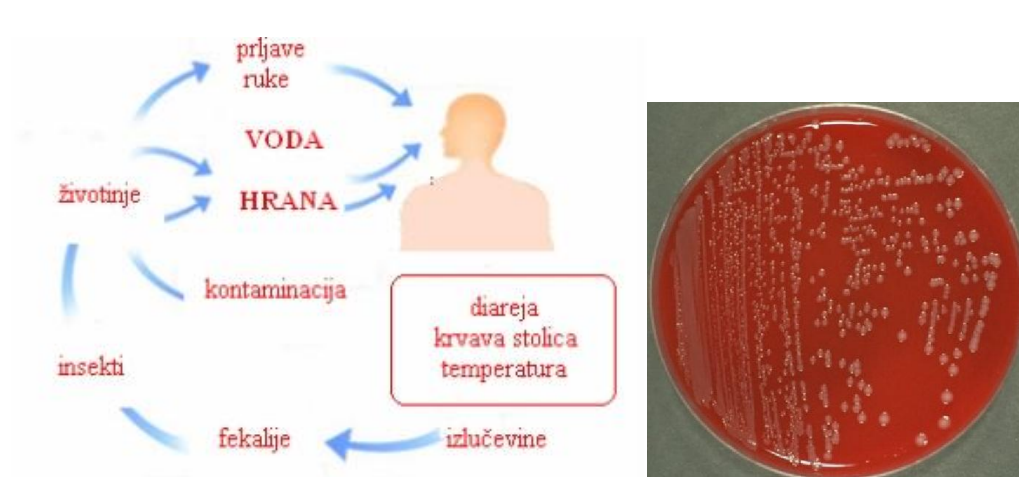 prljave
ruke
VODA
životinje
HRANA
kontaminacija
diareja
krvava stolica
temperatura
insekti
fekalije
izlučevine